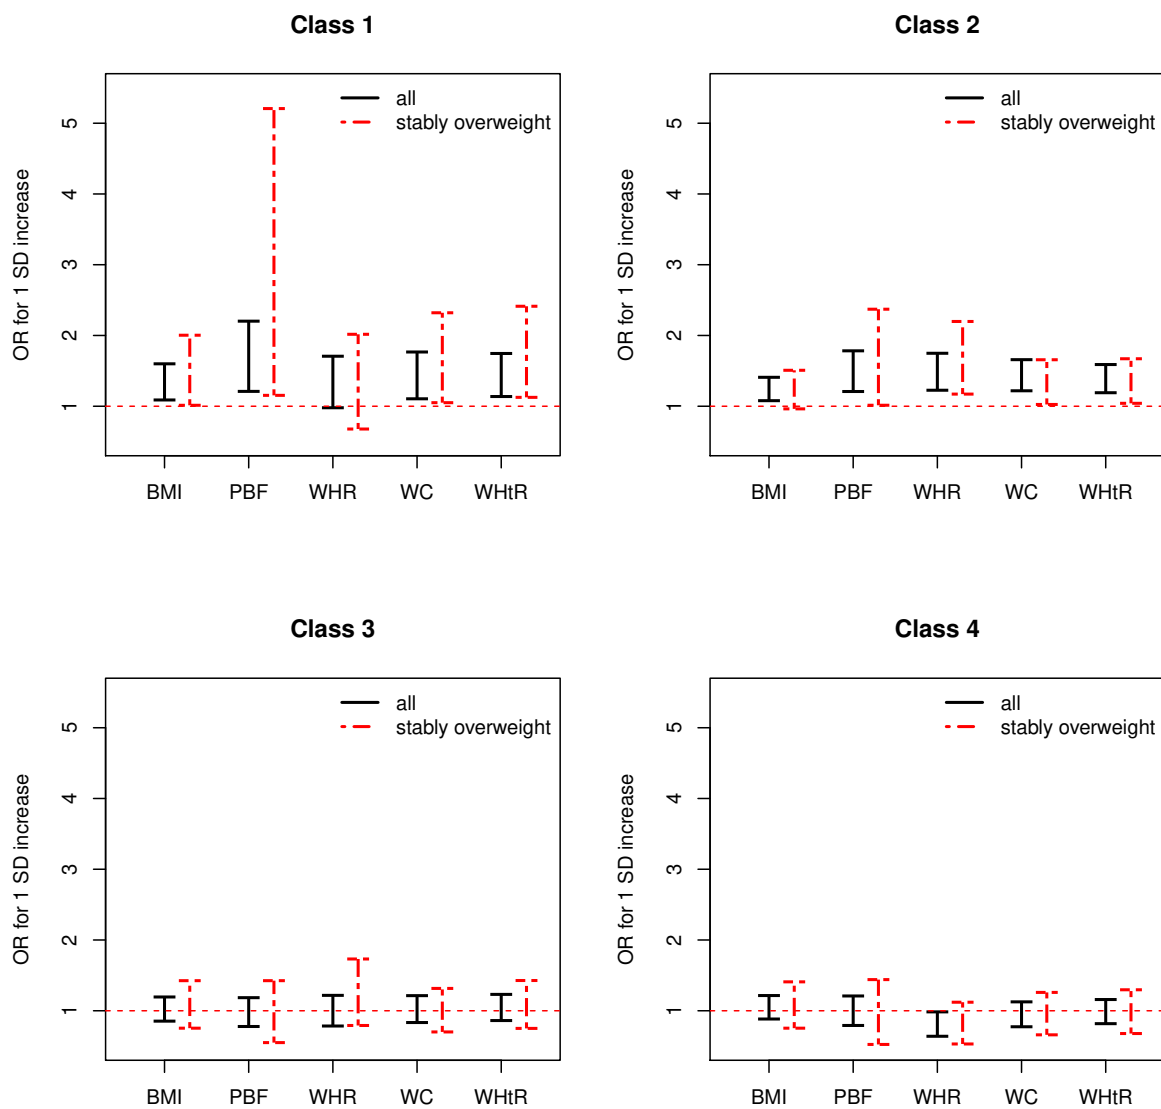 Class 1
all
stably overweight
OR for 1 SD increase
1 2 3 4 5
BMI PBF WHR WC WHtR
Class 2
all
stably overweight
OR for 1 SD increase
1 2 3 4 5
BMI PBF WHR WC WHtR
Class 3
all
stably overweight
OR for 1 SD increase
1 2 3 4 5
BMI PBF WHR WC WHtR
Class 4
all
stably overweight
OR for 1 SD increase
1 2 3 4 5
BMI PBF WHR WC WHtR